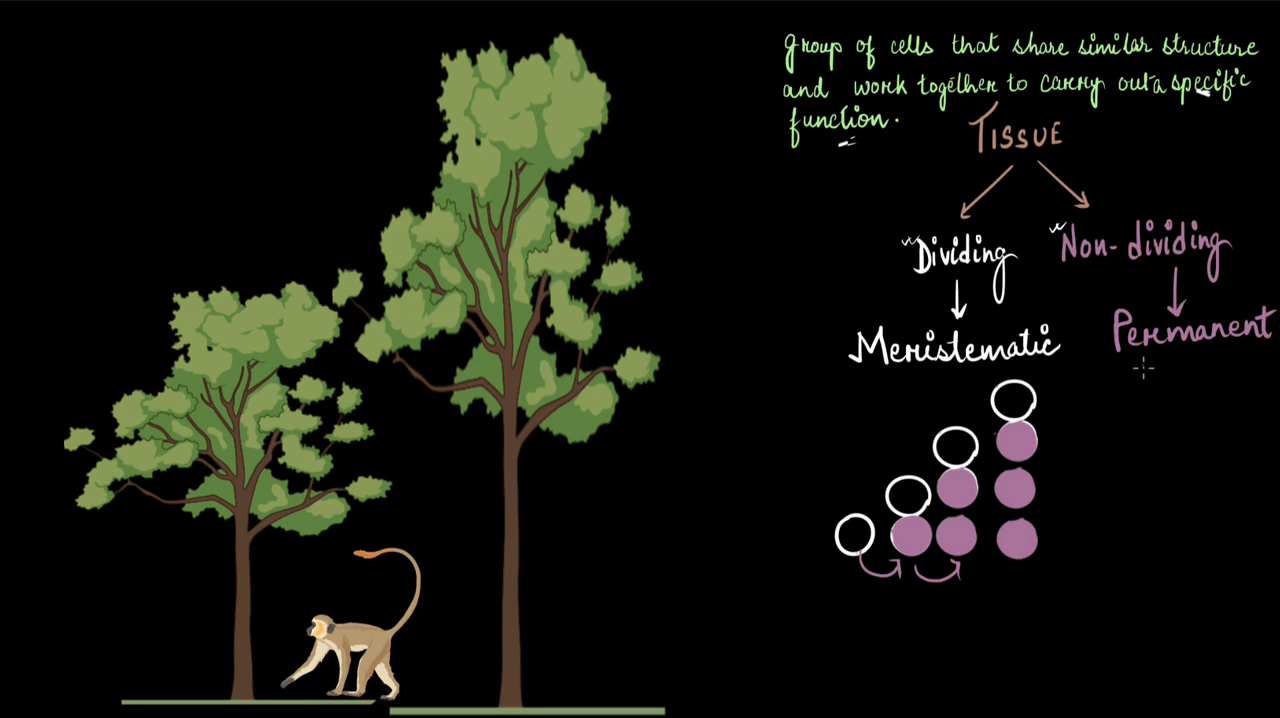 group of cells that share similar structure
and work together to carry out a specific
function.
TISSUE
"Dividing
"Non-dividing
Meristematic
Permanent